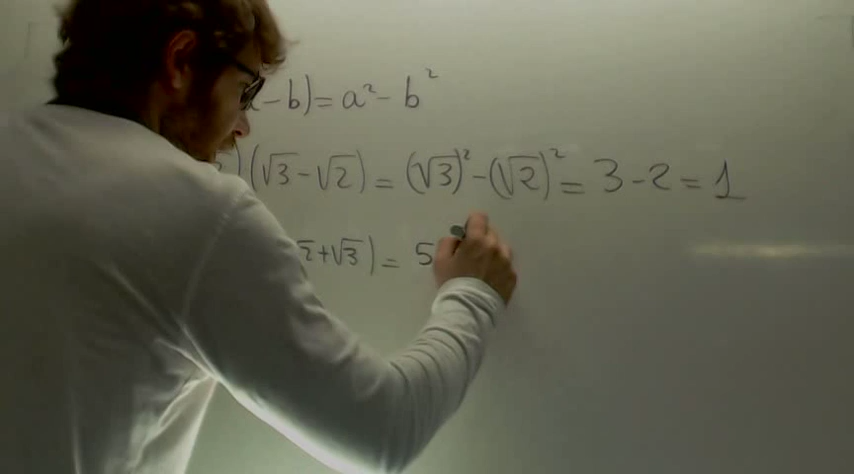 -b)=a²-b²
)(√3-√2)=(√3)²-(√2)²=3-2=1
+√3)=5